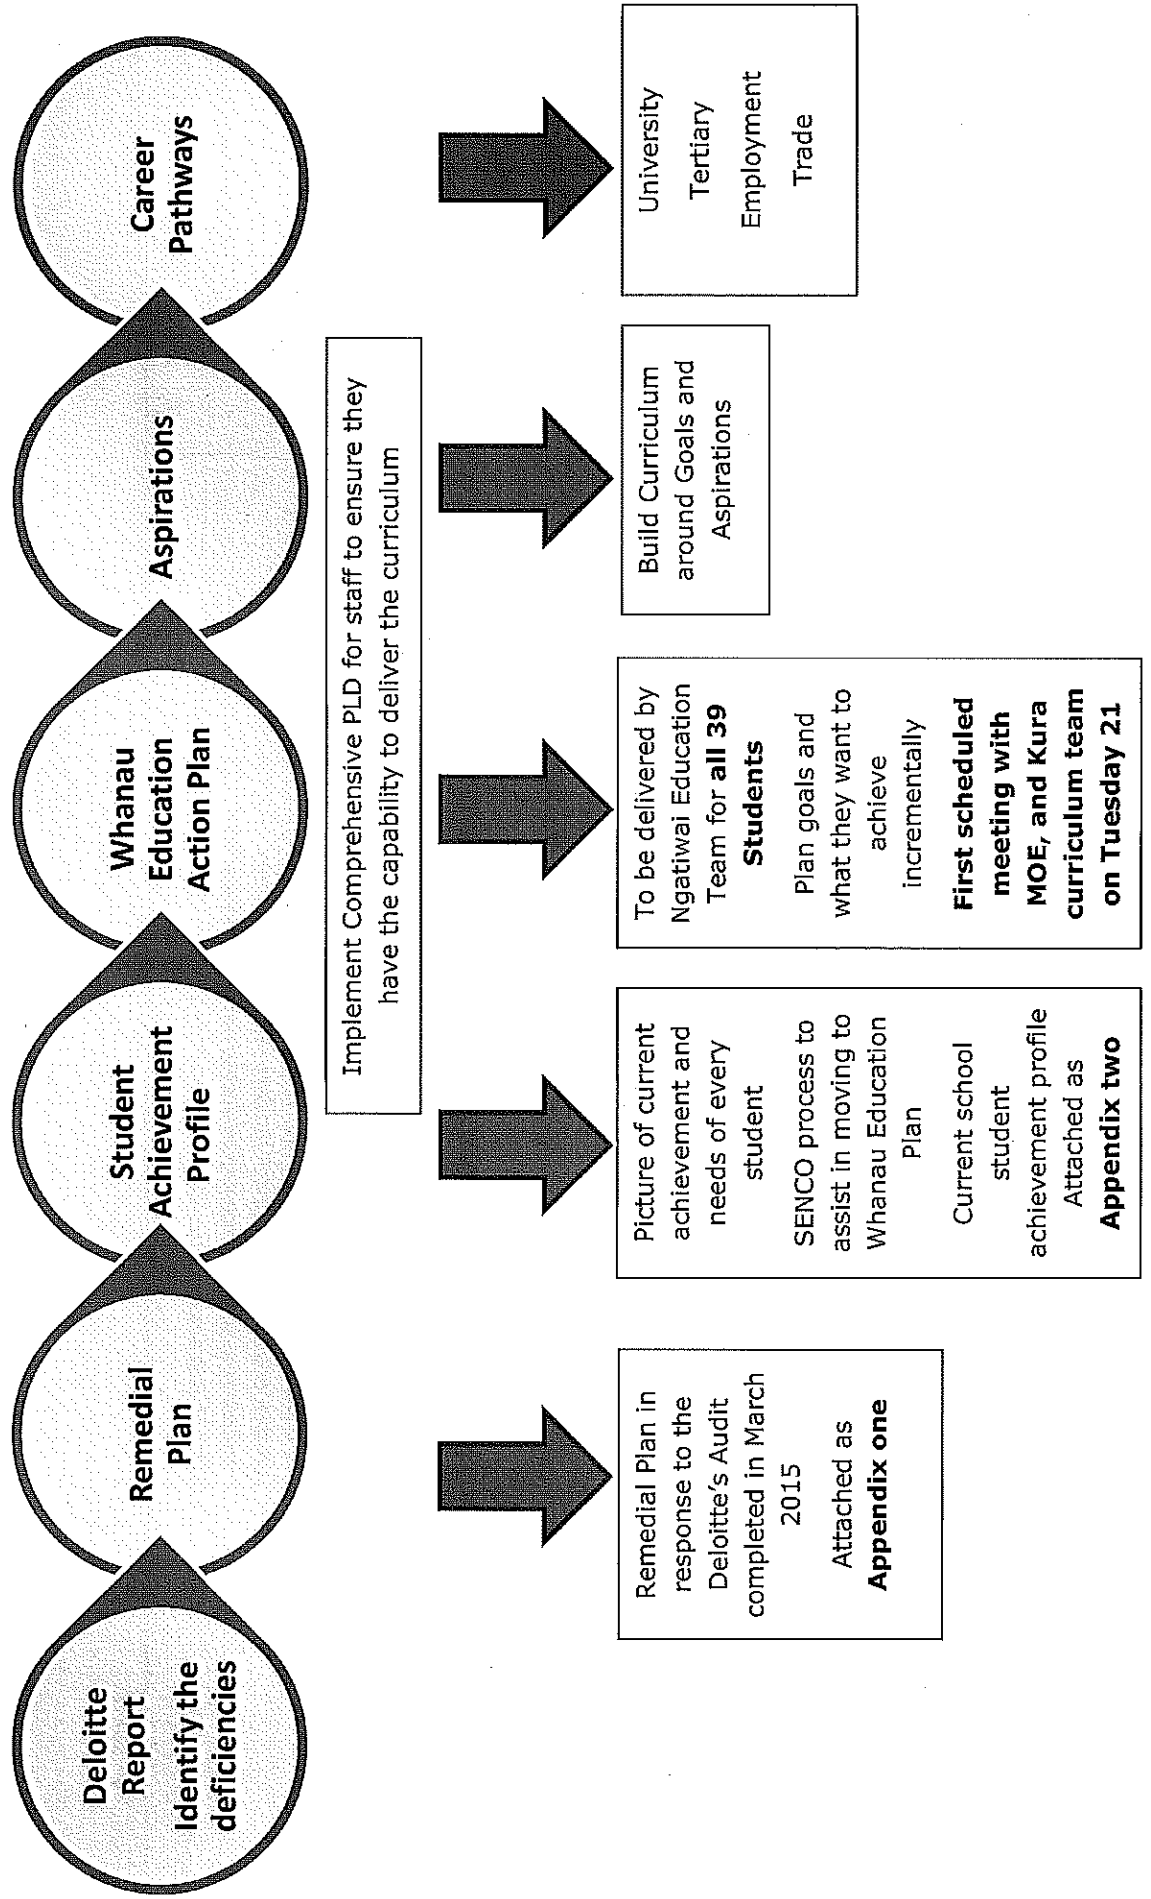 Deloitte
Report
Identify the
deficiencies
Remedial
Plan
Student
Achievement
Profile
Whanau
Education
Action Plan
Aspirations
Career
Pathways
Implement Comprehensive PLD for staff to ensure they
have the capability to deliver the curriculum
Remedial Plan in
response to the
Deloitte's Audit
completed in March
2015
Attached as
Appendix one
Picture of current
achievement and
needs of every
student
SENCO process to
assist in moving to
Whanau Education
Plan
Current school
student
achievement profile
Attached as
Appendix two
To be delivered by
Ngatiwai Education
Team for all 39
Students
Plan goals and
what they want to
achieve
incrementally
First scheduled
meeting with
MOE, and Kura
curriculum team
on Tuesday 21
Build Curriculum
around Goals and
Aspirations
University
Tertiary
Employment
Trade